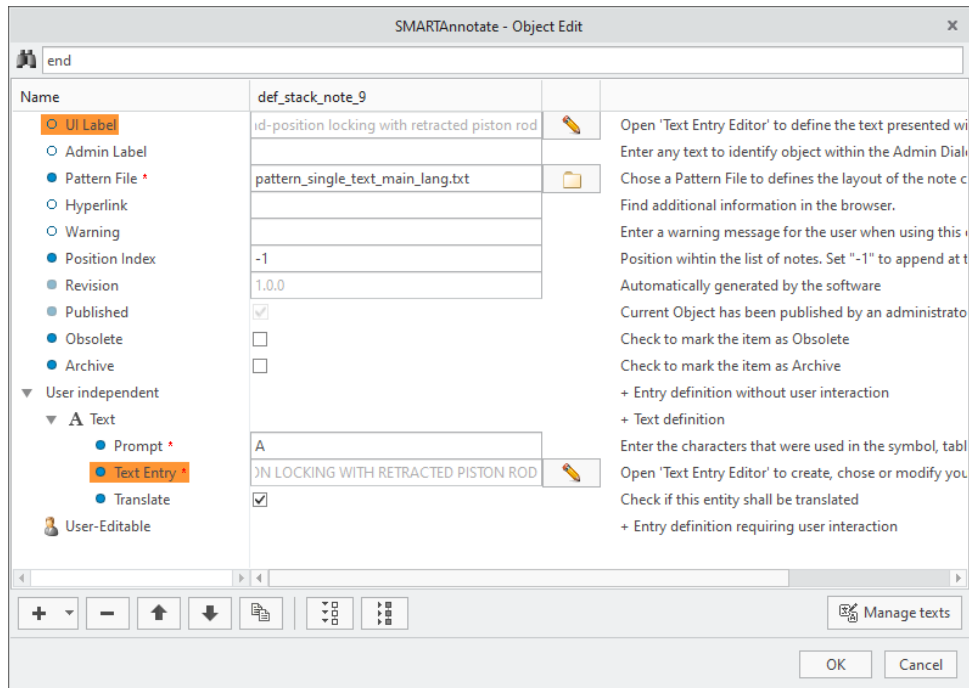 SMARTAnnotate - Object Edit
end
Name def_stack_note_9
UI Label d-position locking with retracted piston rod Open 'Text Entry Editor' to define the text presented wi
Admin Label Enter any text to identify object within the Admin Dial
Pattern File * pattern_single_text_main_lang.txt Chose a Pattern File to defines the layout of the note c
Hyperlink Find additional information in the browser.
Warning Enter a warning message for the user when using this
Position Index -1 Position wihtin the list of notes. Set "-1" to append at t
Revision 1.0.0 Automatically generated by the software
Published Current Object has been published by an administrato
Obsolete Check to mark the item as Obsolete
Archive Check to mark the item as Archive
User independent + Entry definition without user interaction
A Text + Text definition
Prompt * A Enter the characters that were used in the symbol, tabl
Text Entry * ON LOCKING WITH RETRACTED PISTON ROD Open 'Text Entry Editor' to create, chose or modify you
Translate Check if this entity shall be translated
User-Editable + Entry definition requiring user interaction
Manage texts
OK Cancel